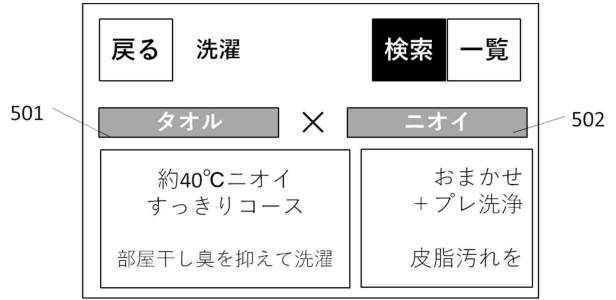 戻る 洗濯 検索 一覧
501 タオル × ニオイ 502
約40℃ニオイ
すっきりコース
部屋干し臭を抑えて洗濯
おまかせ
+プレ洗浄
皮脂汚れを